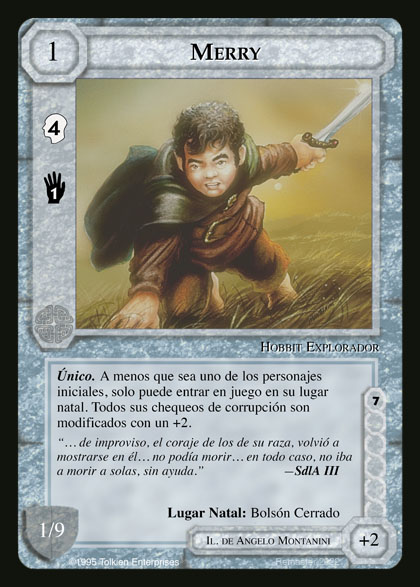 1
MERRY
4
1
HOBBIT EXPLORADOR
Único. A menos que sea uno de los personajes
iniciales, solo puede entrar en juego en su lugar
natal. Todos sus chequeos de corrupción son
modificados con un +2.
“… de improviso, el coraje de los de su raza, volvió a
mostrarse en él… no podía morir… en todo caso, no iba
a morir a solas, sin ayuda.” —SdlA III
7
Lugar Natal: Bolsón Cerrado
1/9
IL. DE ANGELO MONTANINI
+2
©1995 Tolkien Enterprises